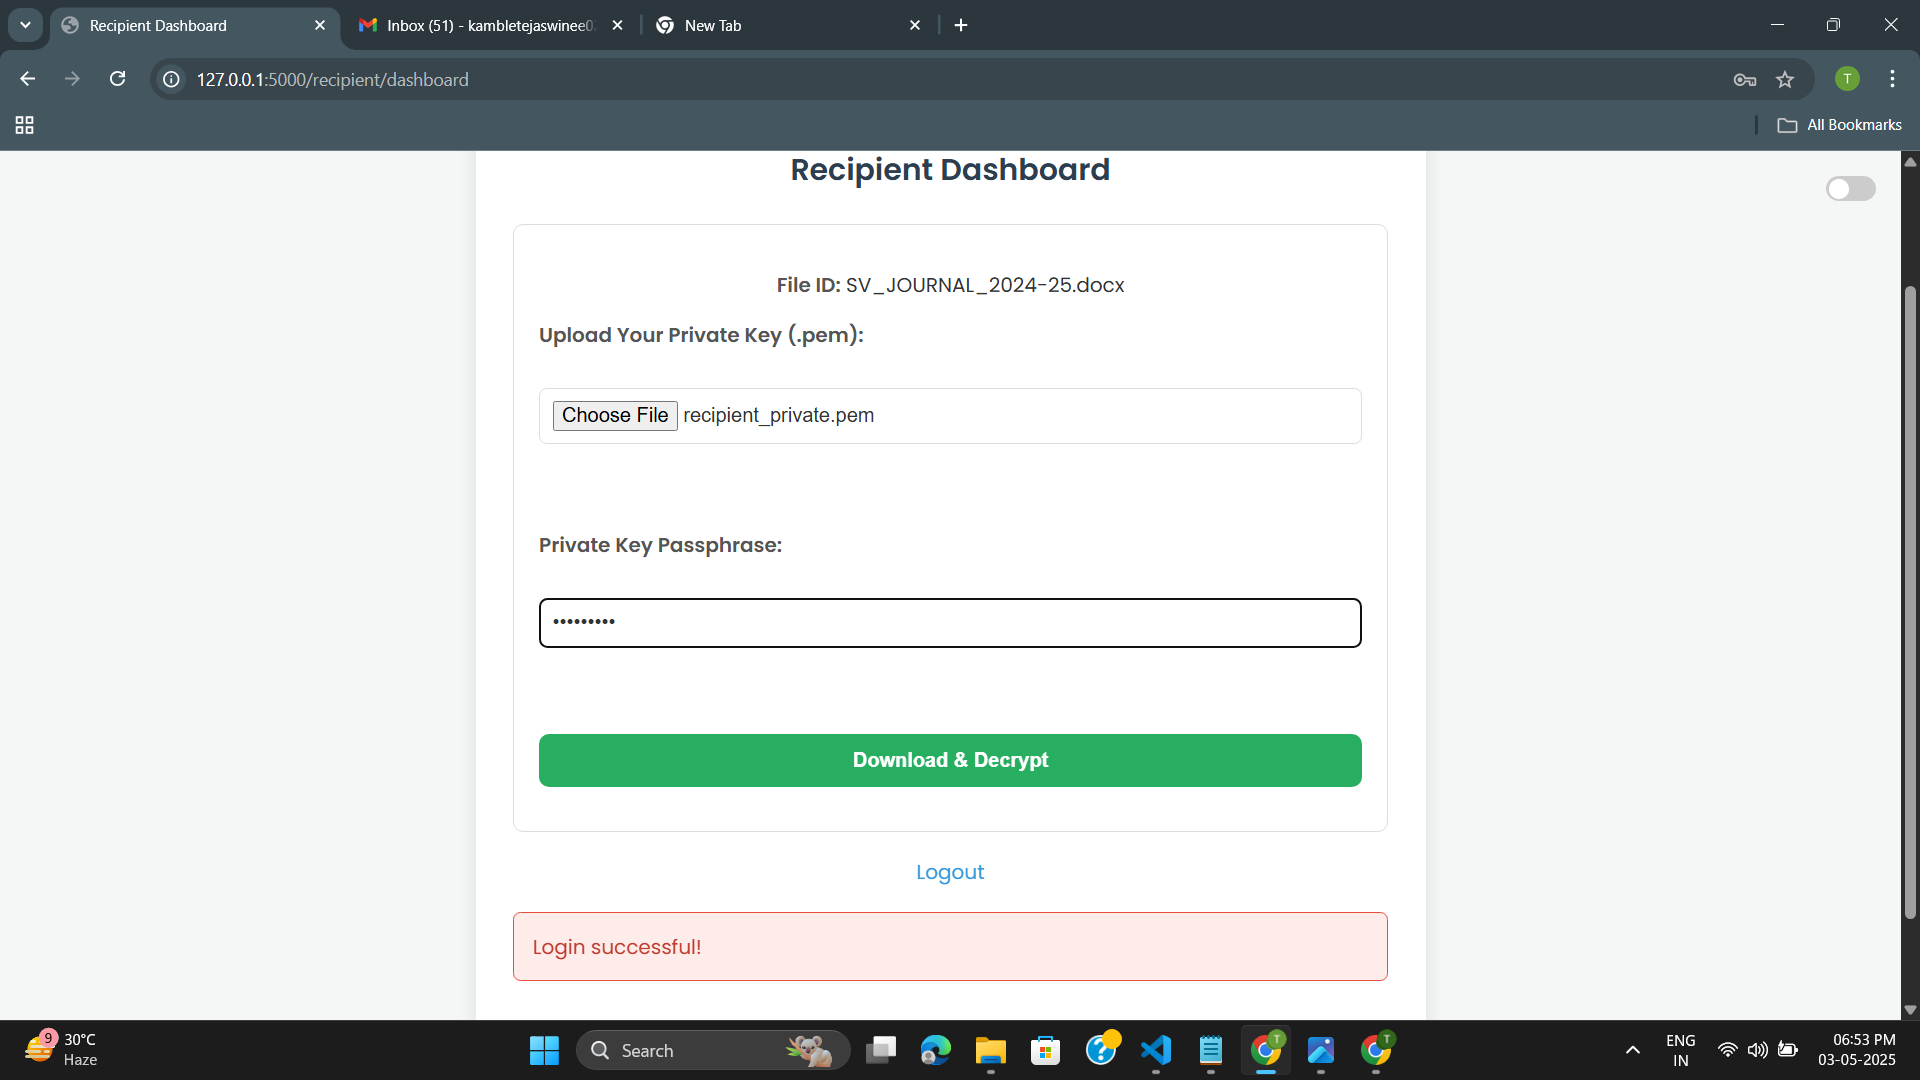 Recipient Dashboard
Inbox (51) - kambletejaswinee0
New Tab
127.0.0.1:5000/recipient/dashboard
T
All Bookmarks
Recipient Dashboard
File ID: SV_JOURNAL_2024-25.docx
Upload Your Private Key (.pem):
Choose File recipient_private.pem
Private Key Passphrase:
•••••••••
Download & Decrypt
Logout
Login successful!
9
30°C
Haze
Search
T
T
ENG
IN
06:53 PM
03-05-2025